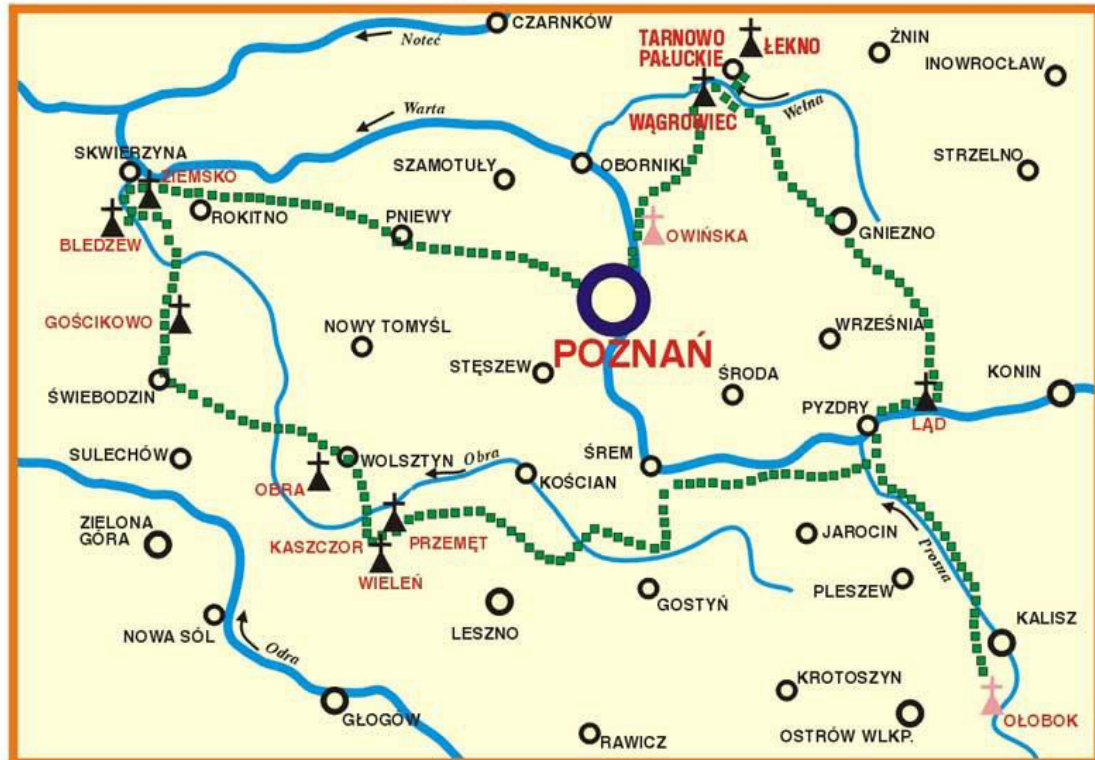 CZARNKÓW
Noteć
TARNOWO
PAŁUCKIE
ŁEKNO
ŻNIN
INOWROCŁAW
Warta
WĄGROWIEC
Wełna
SKWIERZYNA
ZIEMSKO
SZAMOTUŁY
OBORNIKI
STRZELNO
ROKITNO
PNIEWY
BLEDZEW
OWIŃSKA
GNIEZNO
GOŚCIKOWO
NOWY TOMYŚL
POZNAŃ
WRZEŚNIA
STĘSZEW
ŚRODA
KONIN
ŚWIEBODZIN
PYZDRY
LĄD
SULECHÓW
WOLSZTYN
Obra
ŚREM
OBRA
KOŚCIAN
ZIELONA
GÓRA
KASZCZOR
PRZEMĘT
JAROCIN
Prosna
WIELEŃ
PLESZEW
GOSTYŃ
LESZNO
KALISZ
NOWA SÓL
Odra
KROTOSZYN
GŁOGÓW
OŁOBOK
OSTRÓW WLKP.
RAWICZ